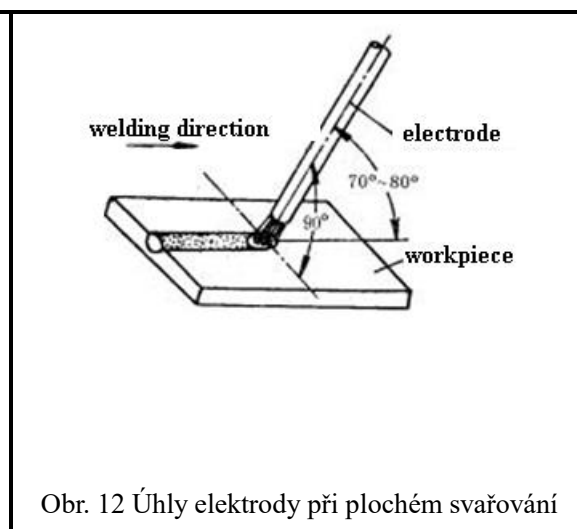 welding direction
electrode
70°~80°
90°
workpiece
Obr. 12 Úhly elektrody při plochém svařování